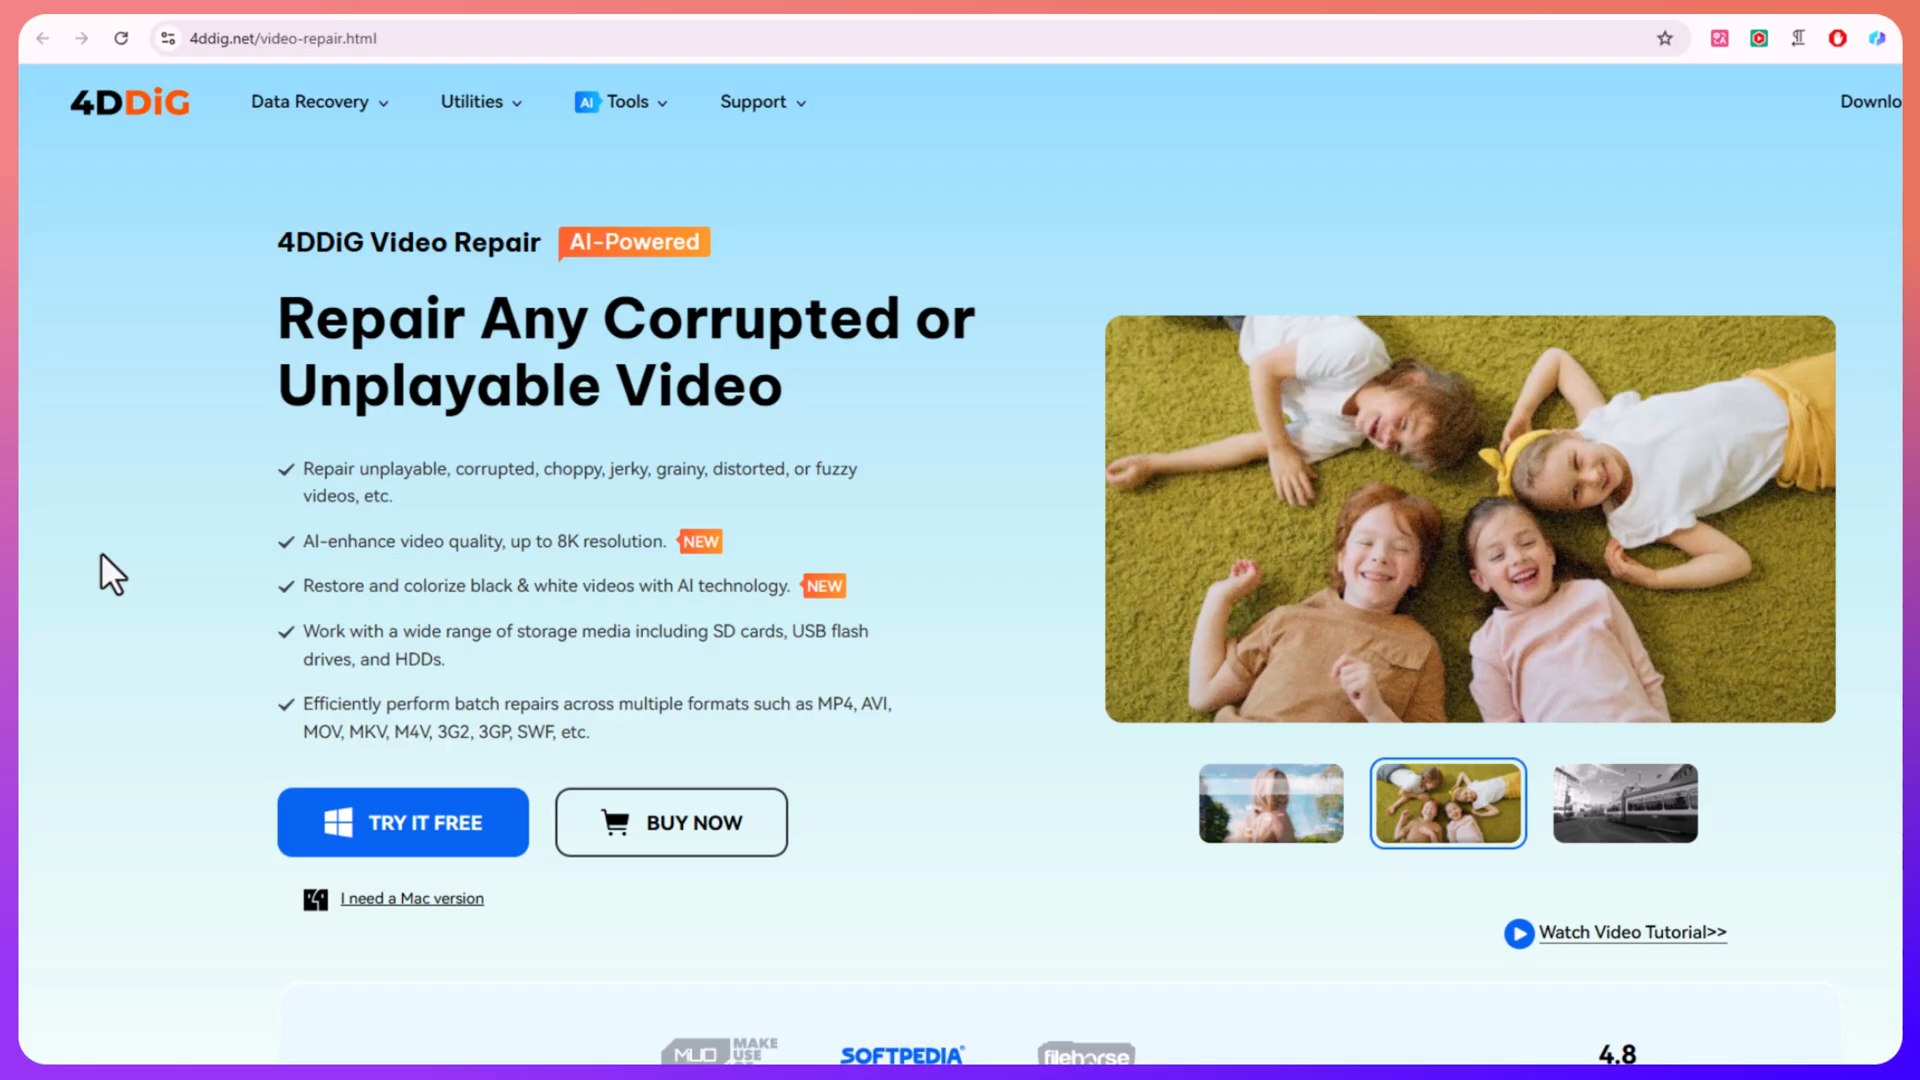 4ddig.net/video-repair.html
4DDiG
Data Recovery
Utilities
AI Tools
Support
Downlo
4DDiG Video Repair
AI-Powered
Repair Any Corrupted or
Unplayable Video
Repair unplayable, corrupted, choppy, jerky, grainy, distorted, or fuzzy
videos, etc.
AI-enhance video quality, up to 8K resolution. NEW
Restore and colorize black & white videos with AI technology. NEW
Work with a wide range of storage media including SD cards, USB flash
drives, and HDDs.
Efficiently perform batch repairs across multiple formats such as MP4, AVI,
MOV, MKV, M4V, 3G2, 3GP, SWF, etc.
TRY IT FREE
BUY NOW
I need a Mac version
Watch Video Tutorial>>
MUO MAKE
USE
SOFTPEDIA®
filehorse
4.8